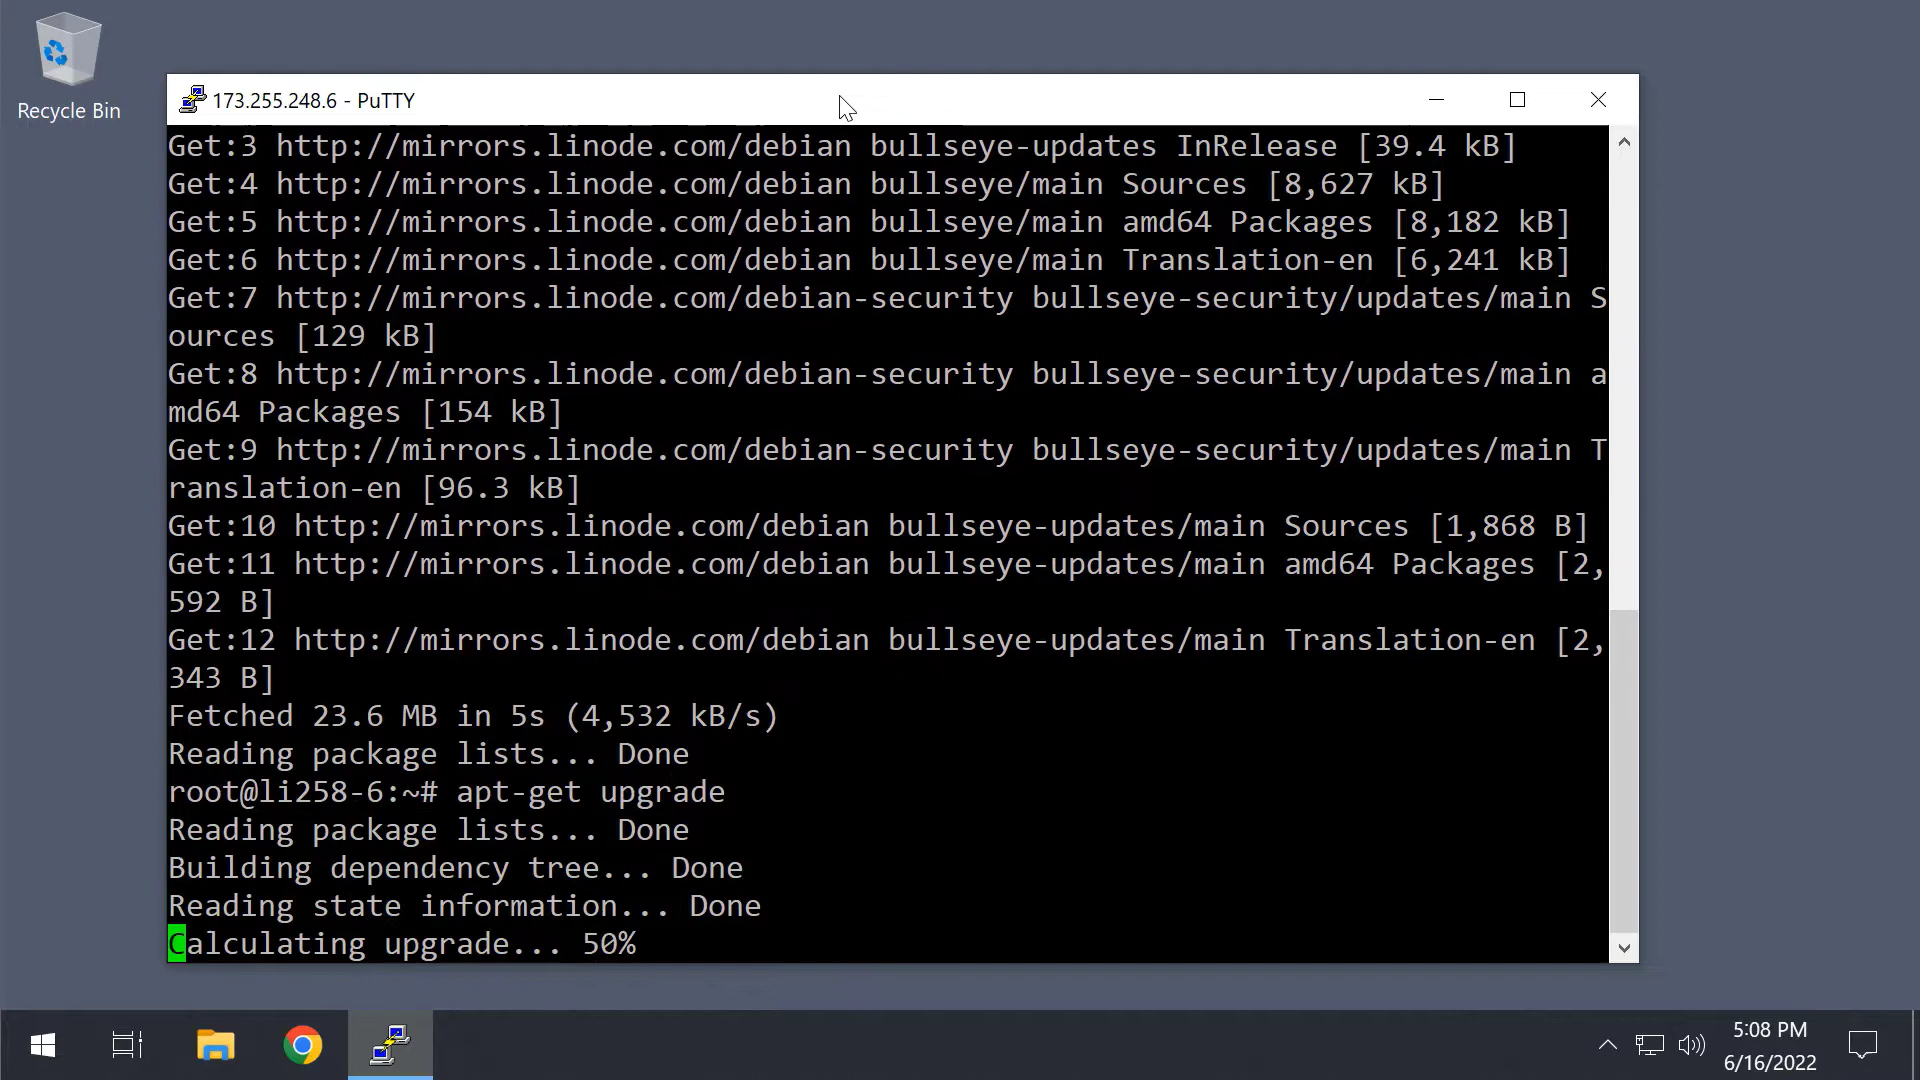 Recycle Bin
173.255.248.6 - PuTTY
Get:3 http://mirrors.linode.com/debian bullseye-updates InRelease [39.4 kB]
Get:4 http://mirrors.linode.com/debian bullseye/main Sources [8,627 kB]
Get:5 http://mirrors.linode.com/debian bullseye/main amd64 Packages [8,182 kB]
Get:6 http://mirrors.linode.com/debian bullseye/main Translation-en [6,241 kB]
Get:7 http://mirrors.linode.com/debian-security bullseye-security/updates/main S
ources [129 kB]
Get:8 http://mirrors.linode.com/debian-security bullseye-security/updates/main a
md64 Packages [154 kB]
Get:9 http://mirrors.linode.com/debian-security bullseye-security/updates/main T
ranslation-en [96.3 kB]
Get:10 http://mirrors.linode.com/debian bullseye-updates/main Sources [1,868 B]
Get:11 http://mirrors.linode.com/debian bullseye-updates/main amd64 Packages [2,
592 B]
Get:12 http://mirrors.linode.com/debian bullseye-updates/main Translation-en [2,
343 B]
Fetched 23.6 MB in 5s (4,532 kB/s)
Reading package lists... Done
root@li258-6:~# apt-get upgrade
Reading package lists... Done
Building dependency tree... Done
Reading state information... Done
Calculating upgrade... 50%
5:08 PM
6/16/2022